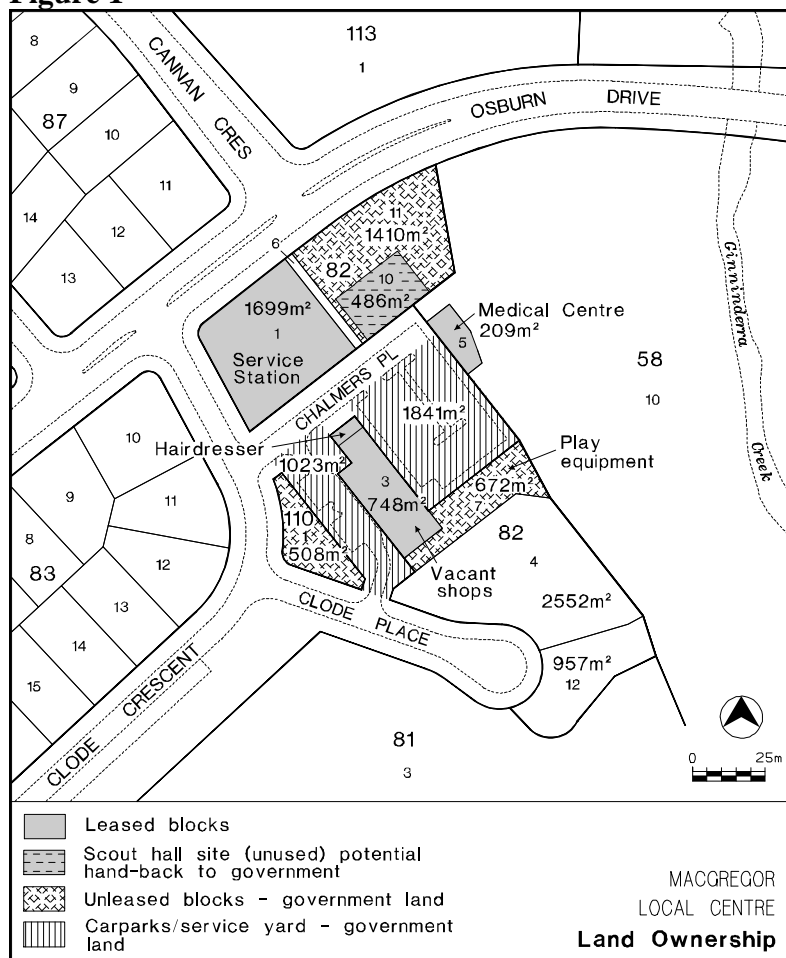 Figure 1
8
9
87
10
14
11
12
13
CANNAN CRES
113
1
OSBURN DRIVE
Ginninderra
Creek
6
11
1410m²
82
10
486m²
1699m²
1
Service
Station
Medical Centre
209m²
5
58
10
CHALMERS PL
1841m²
Hairdresser
1023m²
3
748m²
Play
equipment
672m²
7
110
1
508m²
Vacant
shops
82
4
2552m²
957m²
12
10
9
11
8
83
12
13
14
15
CLODE PLACE
CLODE CRESCENT
81
3
0 25m
Leased blocks
Scout hall site (unused) potential
hand-back to government
Unleased blocks - government land
Carparks/service yard - government
land
MACGREGOR
LOCAL CENTRE
Land Ownership